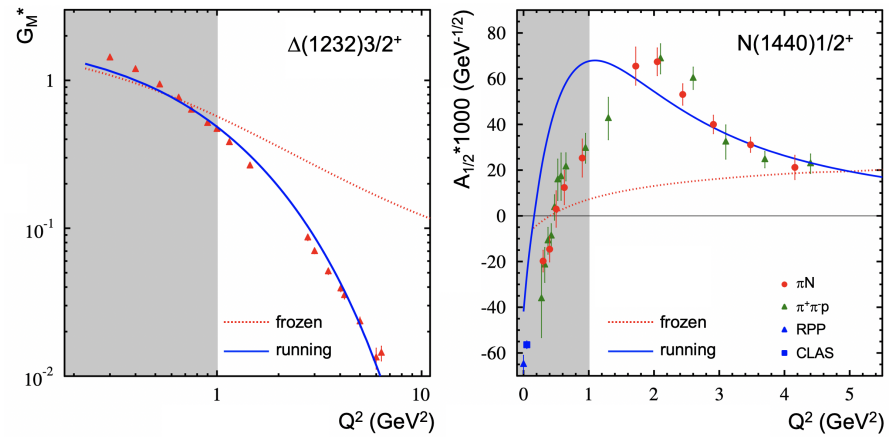 G_M*
Δ(1232)3/2⁺
1
10⁻¹
10⁻²
frozen
running
1
10
Q² (GeV²)
A_{1/2}*1000 (GeV^{-1/2})
N(1440)1/2⁺
80
60
40
20
0
-20
-40
-60
πN
π⁺π⁻p
RPP
CLAS
frozen
running
0
1
2
3
4
5
Q² (GeV²)